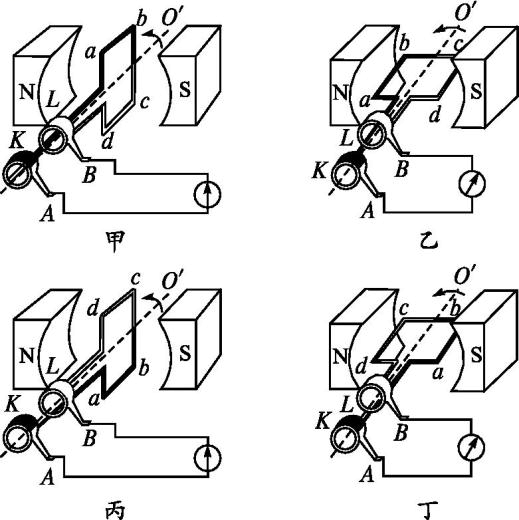 b O′
a
N L S
c
K d
B
A
甲
O′
b c
N a S
L d
K B
A
乙
c O′
d
N L S
b
K a
B
A
丙
O′
c b
N d S
L a
K B
A
丁